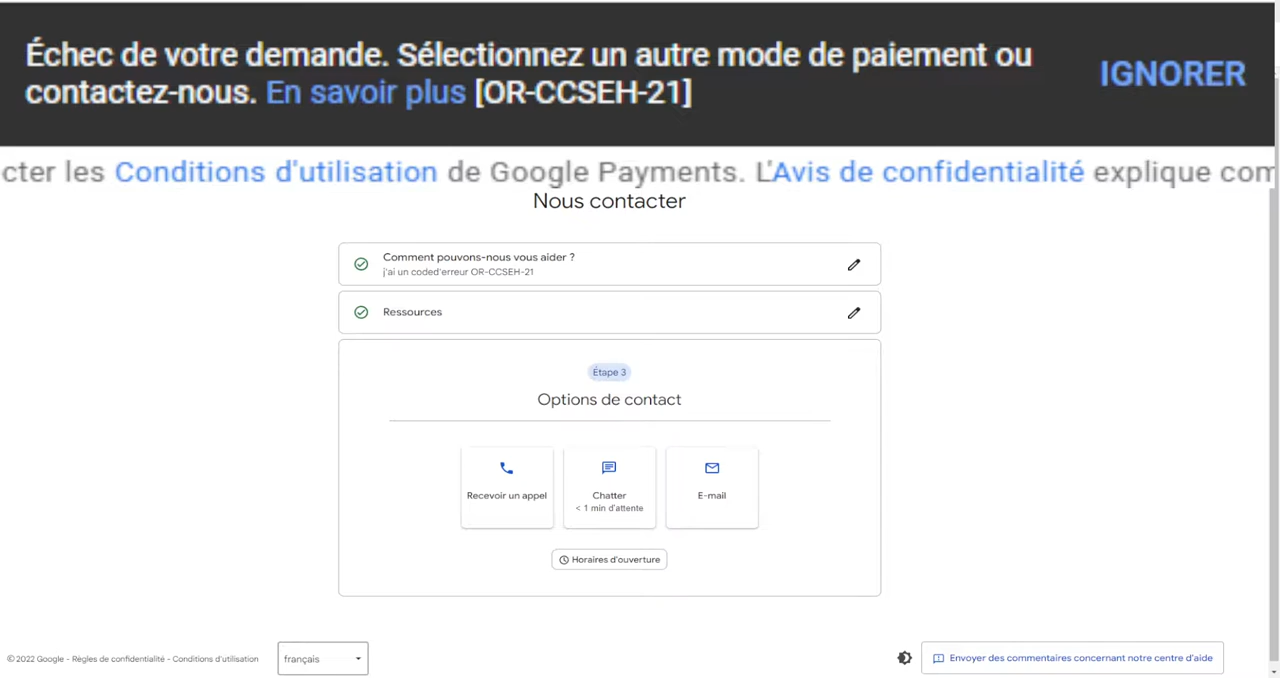 Échec de votre demande. Sélectionnez un autre mode de paiement ou
contactez-nous. En savoir plus [OR-CCSEH-21]
IGNORER
cter les Conditions d'utilisation de Google Payments. L'Avis de confidentialité explique com
Nous contacter
Comment pouvons-nous vous aider ?
j'ai un coded'erreur OR-CCSEH-21
Ressources
Étape 3
Options de contact
Recevoir un appel
Chatter
< 1 min d'attente
E-mail
Horaires d'ouverture
© 2022 Google - Règles de confidentialité - Conditions d'utilisation
français
Envoyer des commentaires concernant notre centre d'aide